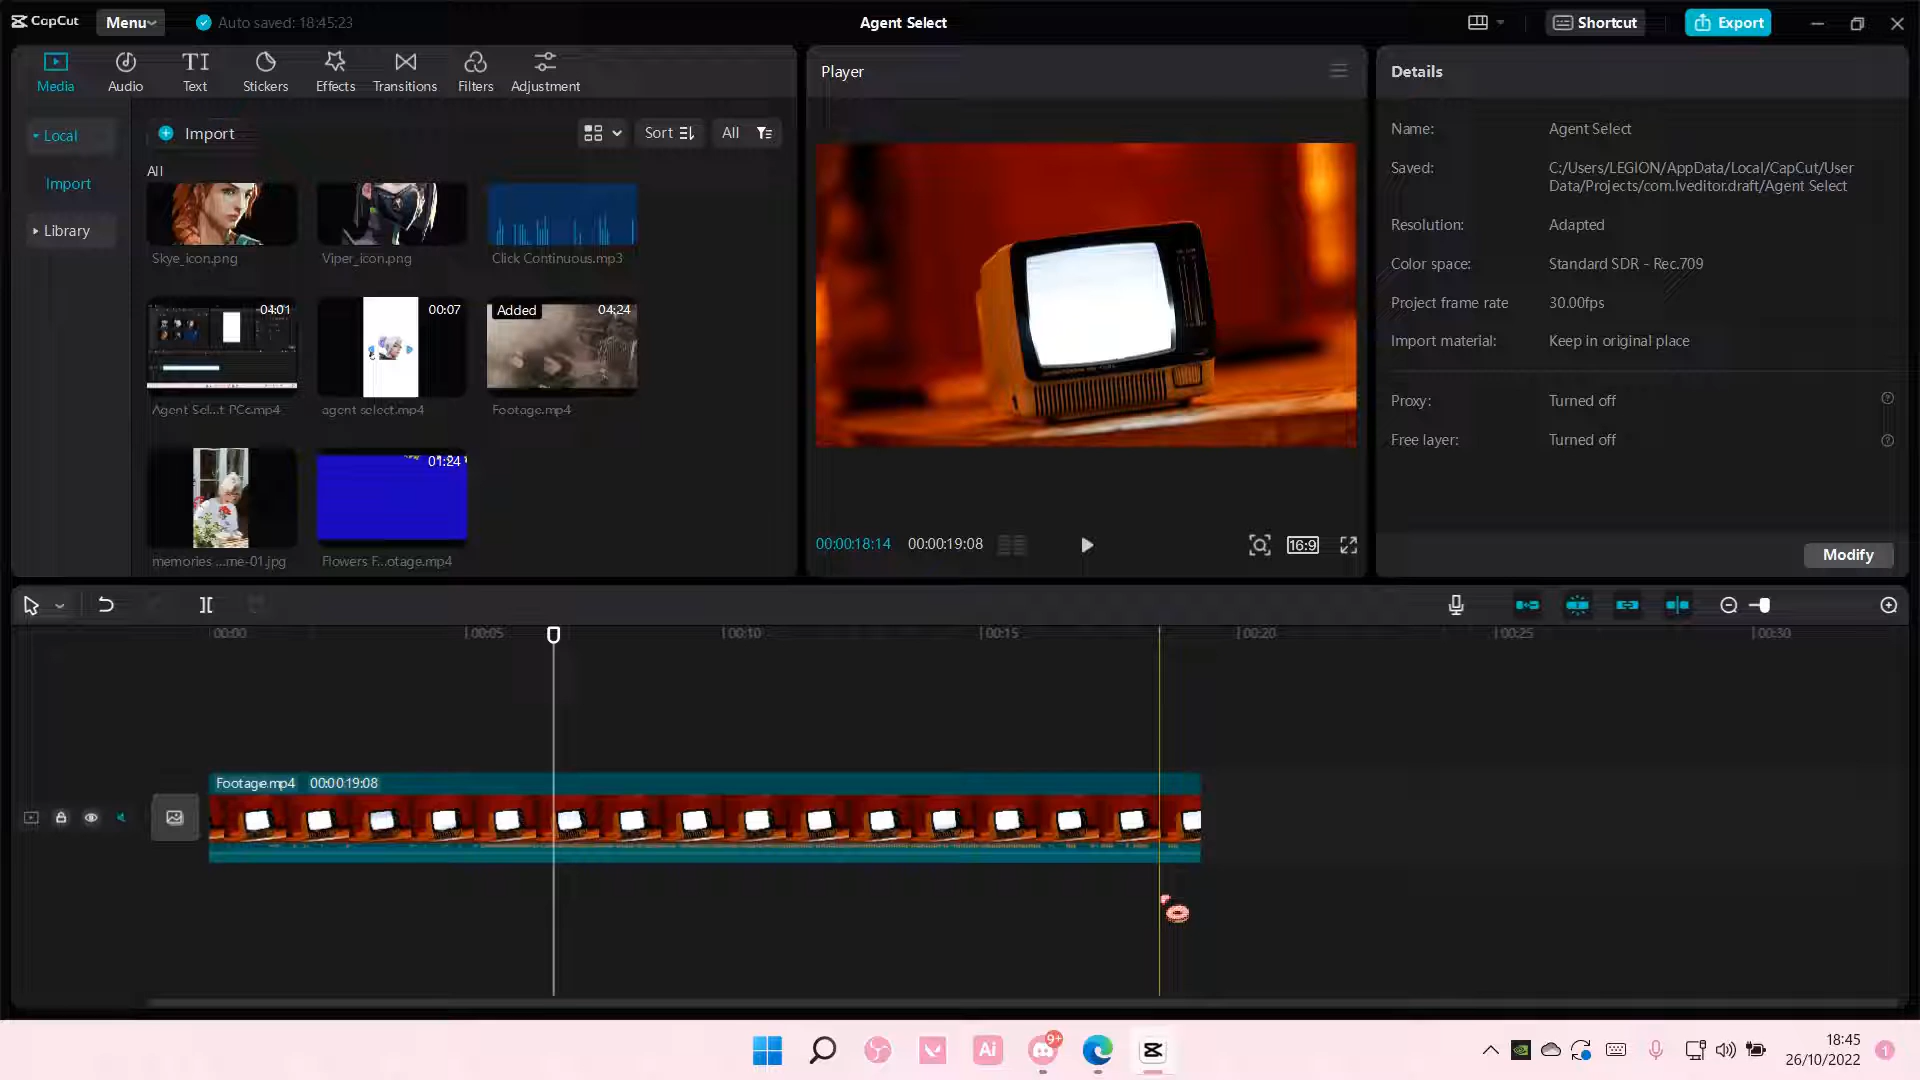 CapCut
Menu
Auto saved: 18:45:23
Agent Select
Shortcut
Export
Media
Audio
Text
Stickers
Effects
Transitions
Filters
Adjustment
Local
Import
Library
Import
Sort
All
All
Skye_icon.png
Viper_icon.png
Click Continuous.mp3
04:01
00:07
Added
04:24
Agent Sel...t PCc.mp4
agent select.mp4
Footage.mp4
01:24
memories ...me-01.jpg
Flowers F...otage.mp4
Player
00:00:18:14
00:00:19:08
16:9
Details
Name:
Agent Select
Saved:
C:/Users/LEGION/AppData/Local/CapCut/User
Data/Projects/com.lveditor.draft/Agent Select
Resolution:
Adapted
Color space:
Standard SDR - Rec.709
Project frame rate
30.00fps
Import material:
Keep in original place
Proxy:
Turned off
Free layer:
Turned off
Modify
00:00
00:05
00:10
00:15
00:20
00:25
00:30
Footage.mp4
00:00:19:08
Ai
9+
18:45
26/10/2022
1